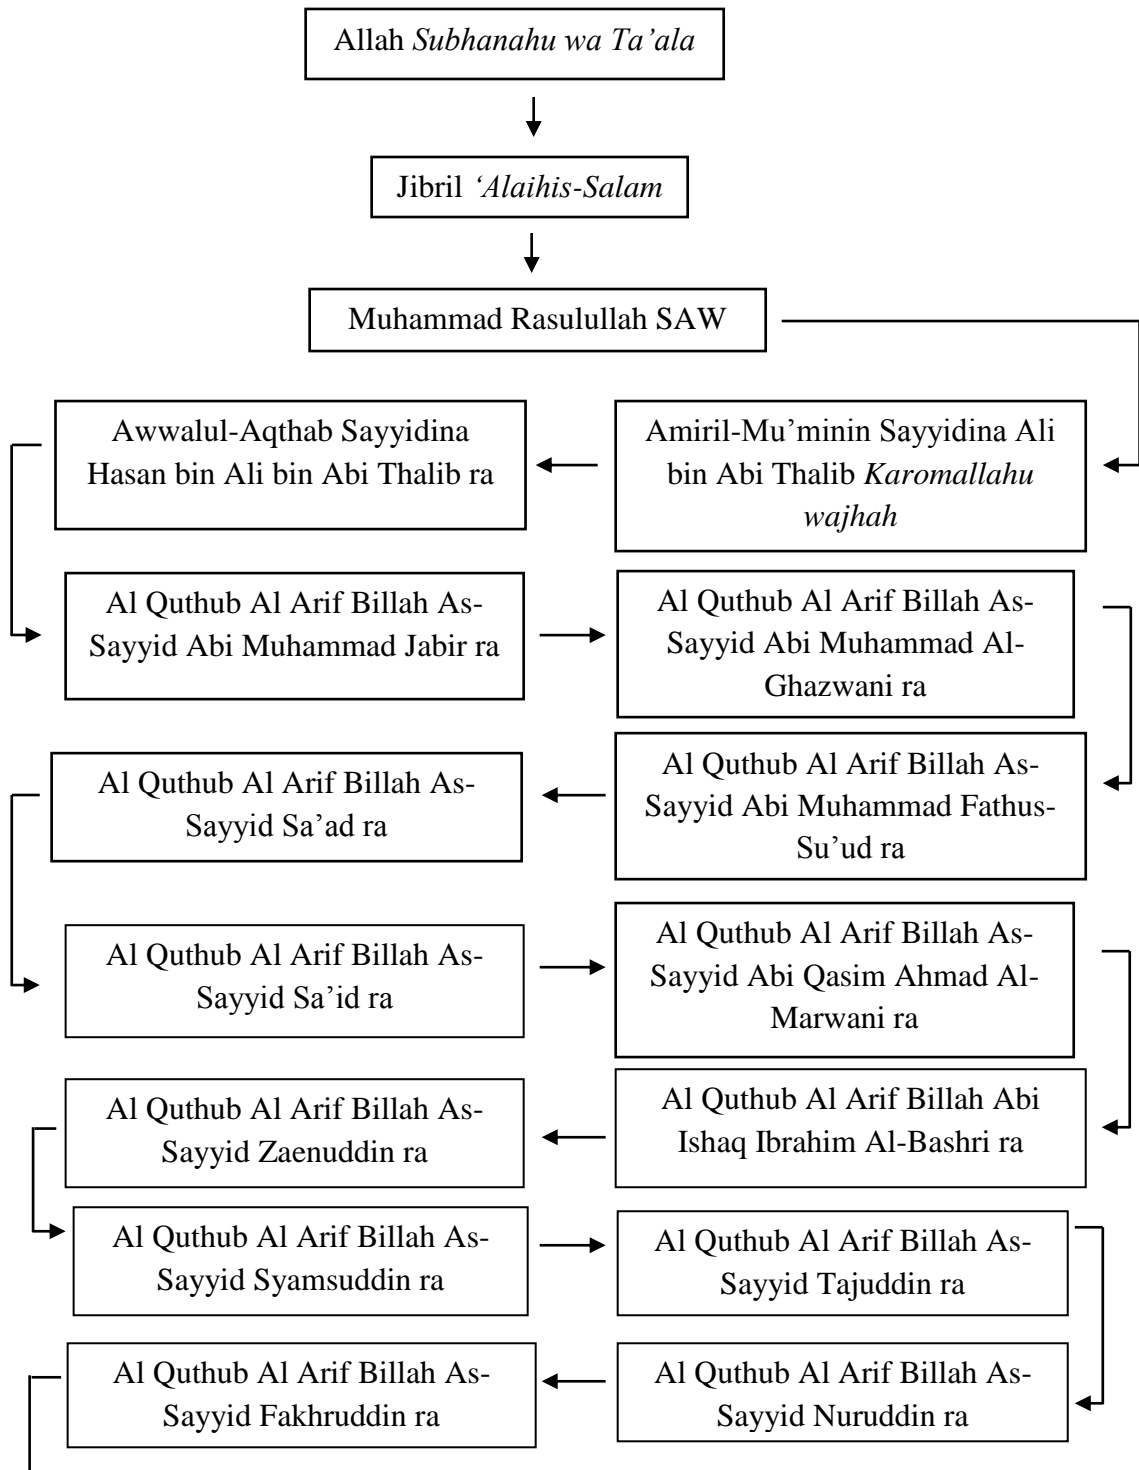 Allah Subhanahu wa Ta’ala
Jibril ‘Alaihis-Salam
Muhammad Rasulullah SAW
Awwalul-Aqthab Sayyidina
Hasan bin Ali bin Abi Thalib ra
Amiril-Mu’minin Sayyidina Ali
bin Abi Thalib Karomallahu
wajhah
Al Quthub Al Arif Billah As-
Sayyid Abi Muhammad Jabir ra
Al Quthub Al Arif Billah As-
Sayyid Abi Muhammad Al-
Ghazwani ra
Al Quthub Al Arif Billah As-
Sayyid Sa’ad ra
Al Quthub Al Arif Billah As-
Sayyid Abi Muhammad Fathus-
Su’ud ra
Al Quthub Al Arif Billah As-
Sayyid Sa’id ra
Al Quthub Al Arif Billah As-
Sayyid Abi Qasim Ahmad Al-
Marwani ra
Al Quthub Al Arif Billah As-
Sayyid Zaenuddin ra
Al Quthub Al Arif Billah Abi
Ishaq Ibrahim Al-Bashri ra
Al Quthub Al Arif Billah As-
Sayyid Syamsuddin ra
Al Quthub Al Arif Billah As-
Sayyid Tajuddin ra
Al Quthub Al Arif Billah As-
Sayyid Fakhruddin ra
Al Quthub Al Arif Billah As-
Sayyid Nuruddin ra